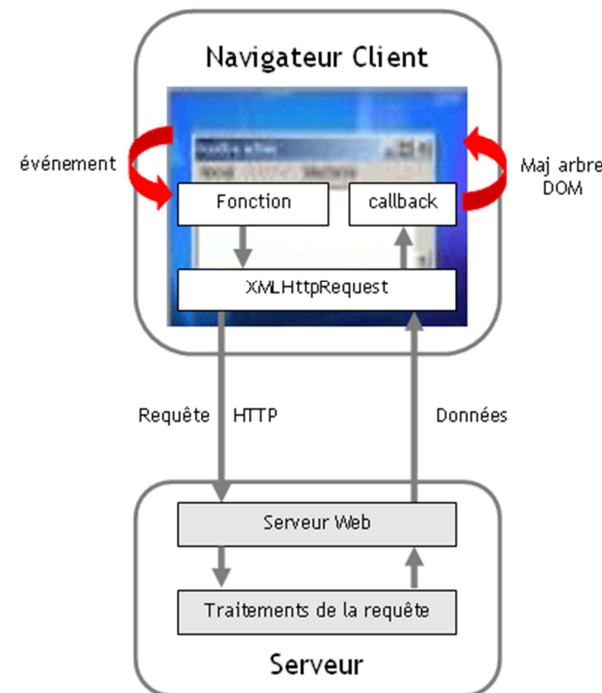 Navigateur Client
événement
Fonction
callback
Maj arbre
DOM
XMLHttpRequest
Requête
HTTP
Données
Serveur Web
Traitements de la requête
Serveur